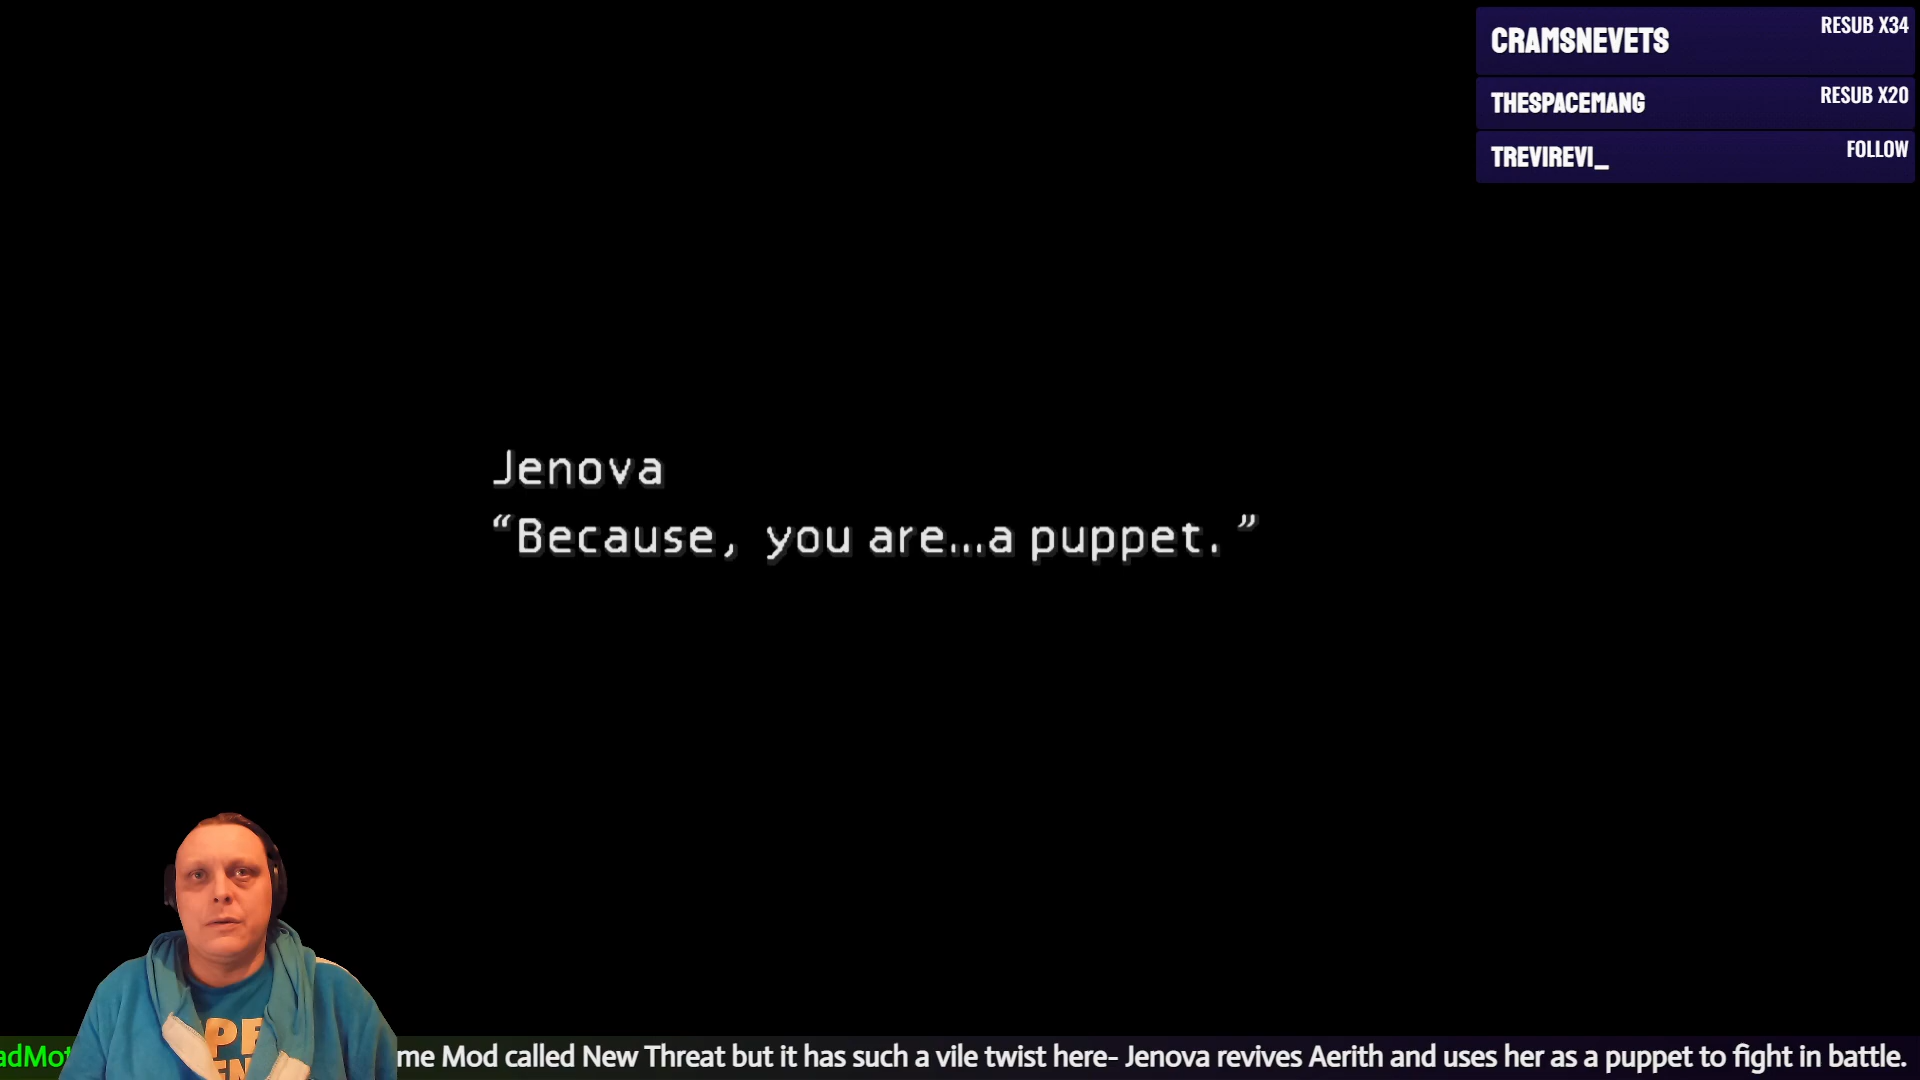 CRAMSNEVETS RESUB X34
THESPACEMANG RESUB X20
TREVIREVI_ FOLLOW
Jenova
“Because, you are...a puppet.”
me Mod called New Threat but it has such a vile twist here- Jenova revives Aerith and uses her as a puppet to fight in battle.